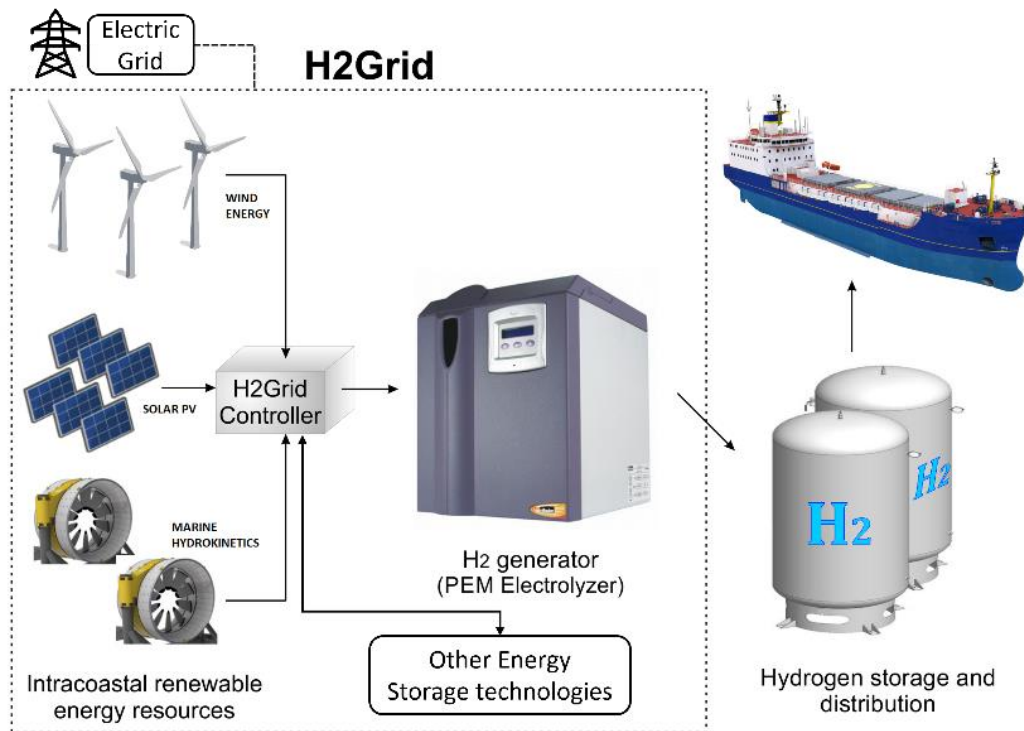 Electric
Grid
H2Grid
WIND
ENERGY
SOLAR PV
H2Grid
Controller
MARINE
HYDROKINETICS
H2 generator
(PEM Electrolyzer)
Other Energy
Storage technologies
Intracoastal renewable
energy resources
H2
H2
Hydrogen storage and
distribution